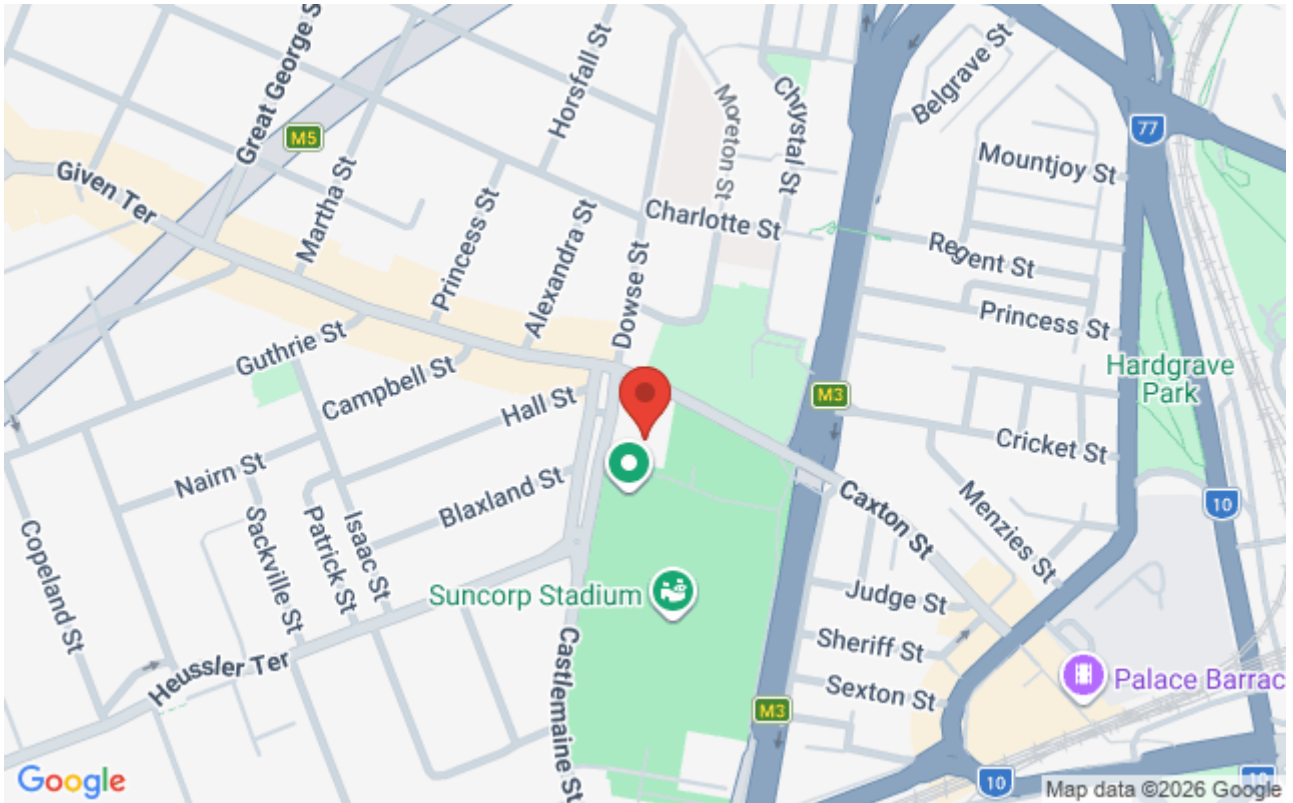 Great George S
Horsfall St
Belgrave St
Moreton St
Chrystal St
M5
77
Mountjoy St
Given Ter
Martha St
Princess St
Alexandra St
Charlotte St
Dowse St
Regent St
Princess St
Guthrie St
Campbell St
Hardgrave
Park
Hall St
M3
Cricket St
Nairn St
Blaxland St
Caxton St
Menzies St
10
Copeland St
Sackville St
Patrick St
Isaac St
Suncorp Stadium
Judge St
Sheriff St
Heussler Ter
Castlemaine St
Sexton St
Palace Barrac
M3
Google
10
10
Map data ©2026 Google